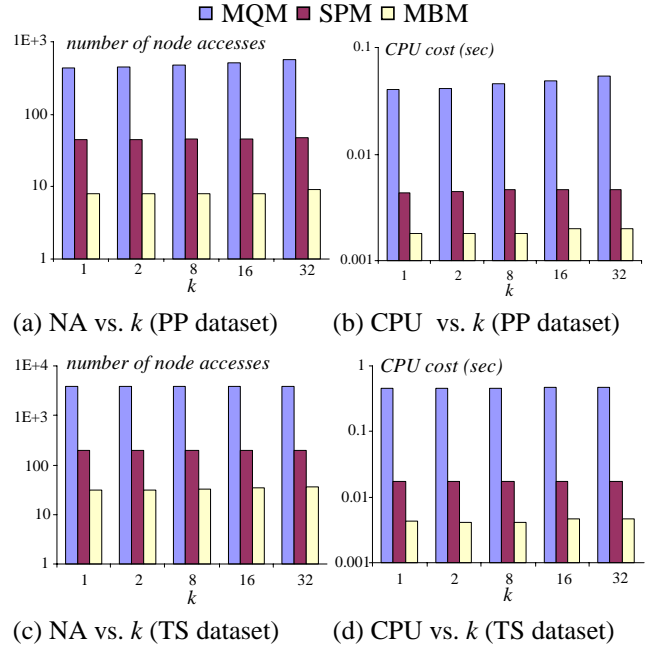 MQM SPM MBM
number of node accesses
1E+3
100
10
1
1 2 8 16 32
k
(a) NA vs. k (PP dataset)
CPU cost (sec)
0.1
0.01
0.001
1 2 8 16 32
k
(b) CPU vs. k (PP dataset)
number of node accesses
1E+4
1E+3
100
10
1
1 2 8 16 32
k
(c) NA vs. k (TS dataset)
CPU cost (sec)
1
0.1
0.01
0.001
1 2 8 16 32
k
(d) CPU vs. k (TS dataset)